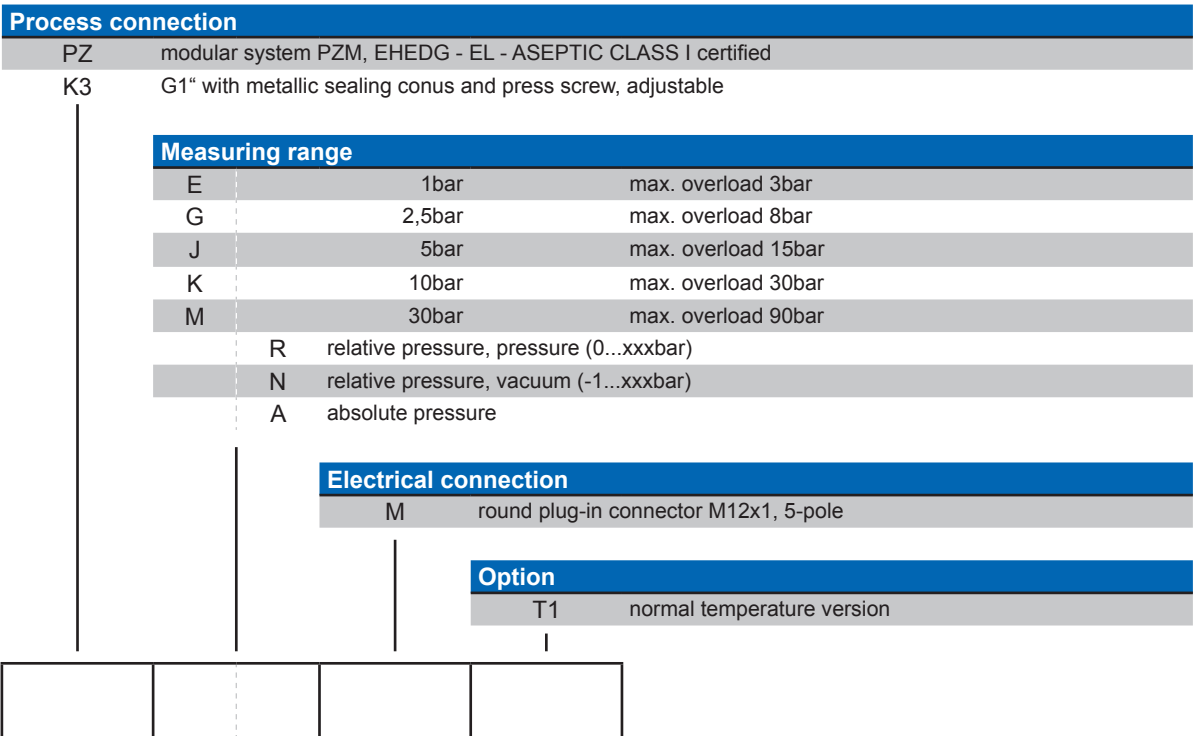 Process connection
PZ modular system PZM, EHEDG - EL - ASEPTIC CLASS I certified
K3 G1“ with metallic sealing conus and press screw, adjustable
Measuring range
E 1bar max. overload 3bar
G 2,5bar max. overload 8bar
J 5bar max. overload 15bar
K 10bar max. overload 30bar
M 30bar max. overload 90bar
R relative pressure, pressure (0...xxxbar)
N relative pressure, vacuum (-1...xxxbar)
A absolute pressure
Electrical connection
M round plug-in connector M12x1, 5-pole
Option
T1 normal temperature version